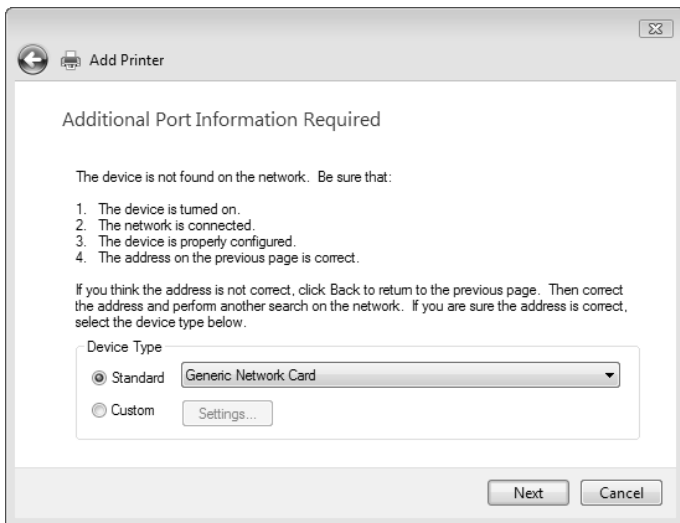 Add Printer
Additional Port Information Required
The device is not found on the network. Be sure that:
1. The device is turned on.
2. The network is connected.
3. The device is properly configured.
4. The address on the previous page is correct.
If you think the address is not correct, click Back to return to the previous page. Then correct
the address and perform another search on the network. If you are sure the address is correct,
select the device type below.
Device Type
Standard Generic Network Card
Custom Settings...
Next Cancel